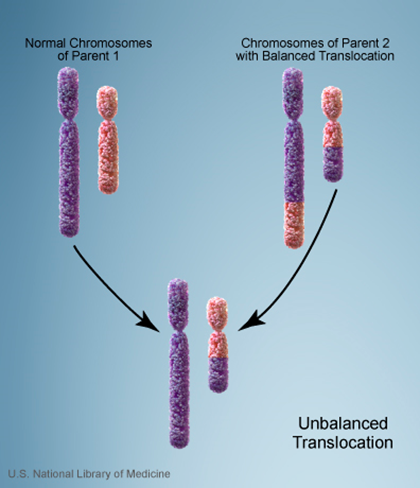 Normal Chromosomes
of Parent 1
Chromosomes of Parent 2
with Balanced Translocation
Unbalanced
Translocation
U.S. National Library of Medicine